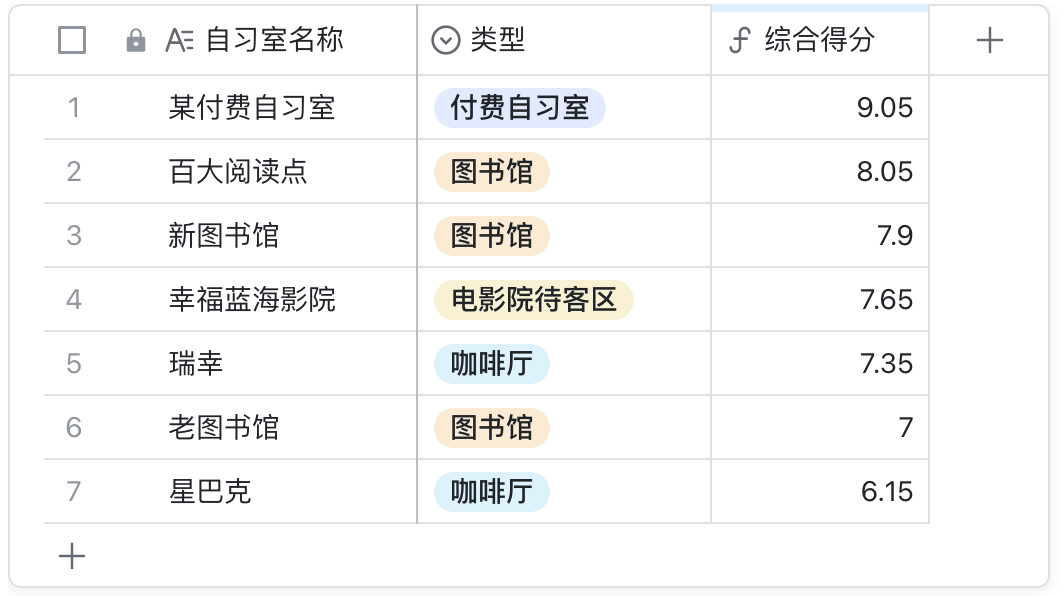 自习室名称 类型 综合得分
1 某付费自习室 付费自习室 9.05
2 百大阅读点 图书馆 8.05
3 新图书馆 图书馆 7.9
4 幸福蓝海影院 电影院待客区 7.65
5 瑞幸 咖啡厅 7.35
6 老图书馆 图书馆 7
7 星巴克 咖啡厅 6.15